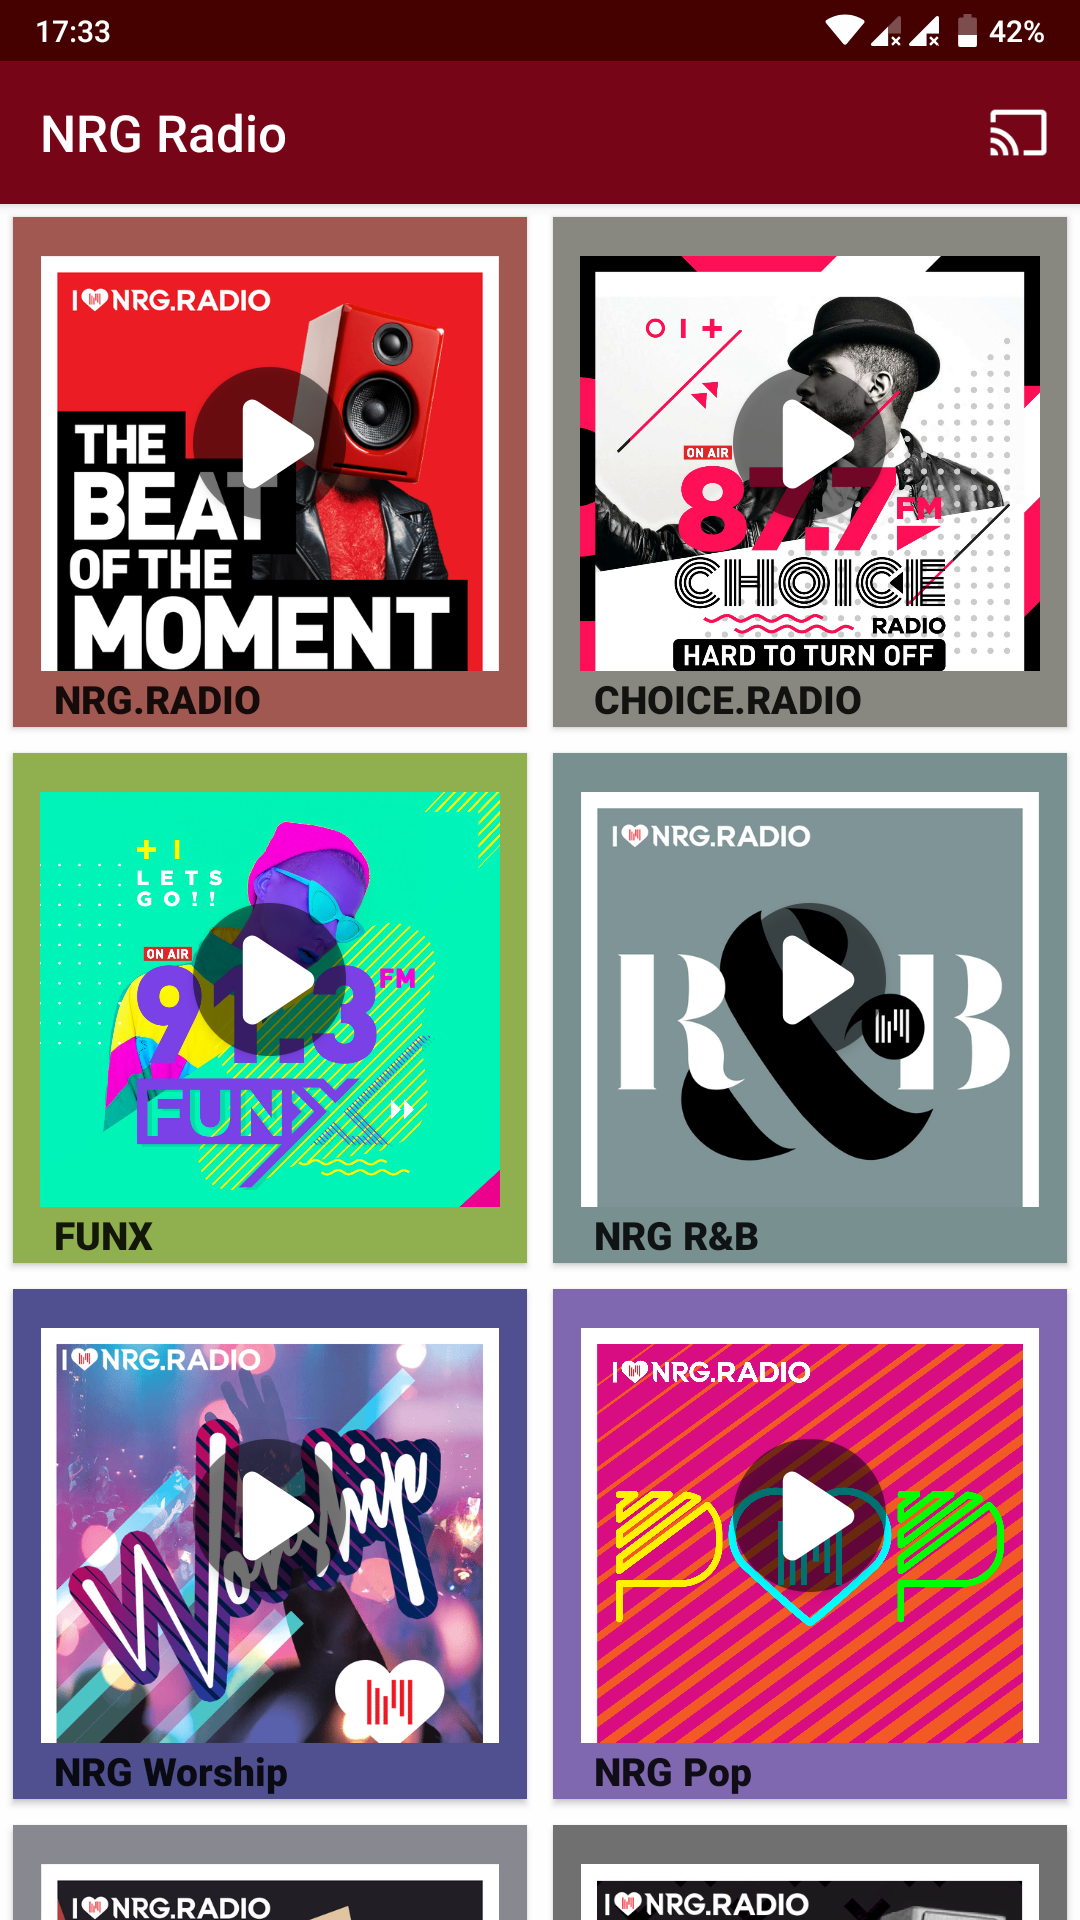 17:33
42%
NRG Radio
I NRG.RADIO
THE
BEAT
OF THE
MOMENT
NRG.RADIO
ON AIR
87.7 FM
CHOICE
RADIO
HARD TO TURN OFF
CHOICE.RADIO
LETS
GO!!
ON AIR
91.3 FM
FUNX
FUNX
I NRG.RADIO
R&B
NRG R&B
I NRG.RADIO
Worship
NRG Worship
I NRG.RADIO
POP
NRG Pop
I NRG.RADIO
I NRG.RADIO